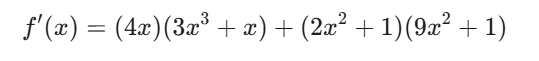 f′(x) = (4x)(3x³ + x) + (2x² + 1)(9x² + 1)